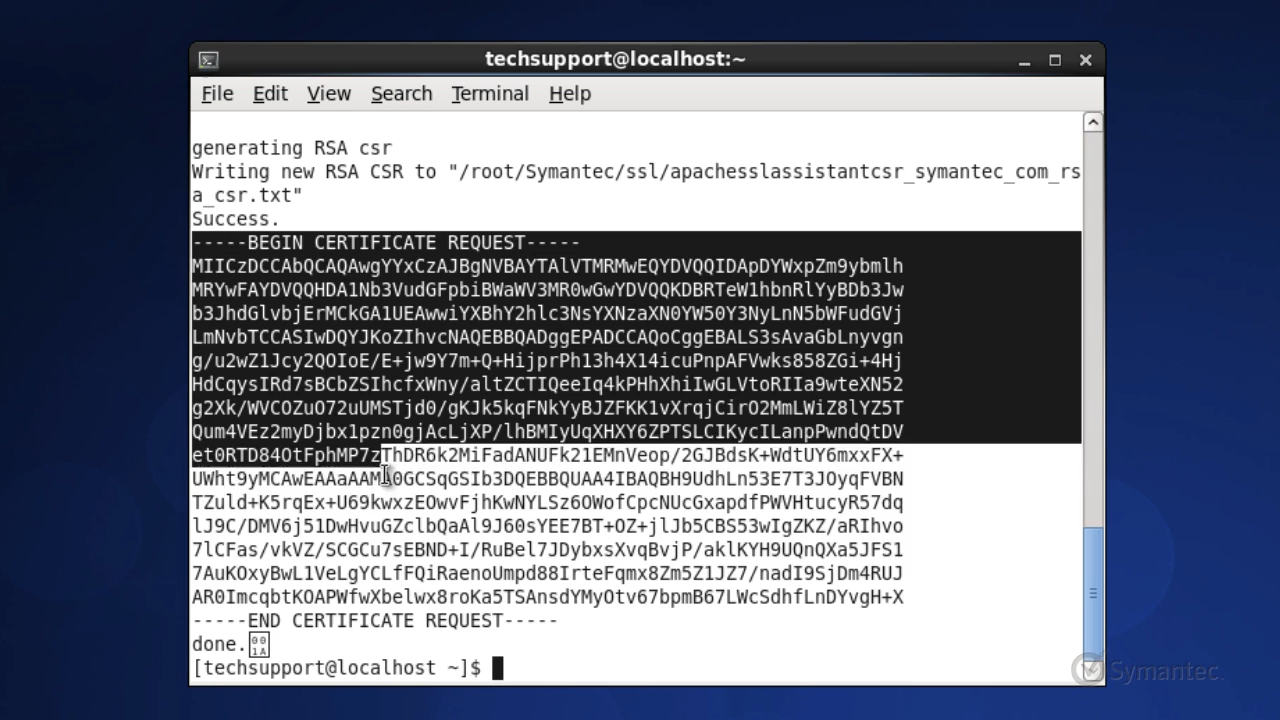 techsupport@localhost:~
File Edit View Search Terminal Help
generating RSA csr
Writing new RSA CSR to "/root/Symantec/ssl/apachesslassistantcsr_symantec_com_rs
a_csr.txt"
Success.
-----BEGIN CERTIFICATE REQUEST-----
MIICzDCCAbQCAQAwgYYxCzAJBgNVBAYTAlVTMRMwEQYDVQQIDApDYWxpZm9ybmlh
MRYwFAYDVQQHDA1Nb3VudGFpbiBWaWV3MR0wGwYDVQQKDBRTeW1hbnRlYyBDb3Jw
b3JhdGlvbjErMCkGA1UEAwwiYXBhY2hlc3NsYXNzaXN0YW50Y3NyLnN5bWFudGVj
LmNvbTCCASIwDQYJKoZIhvcNAQEBBQADggEPADCCAQoCggEBALS3sAvaGbLnyvgn
g/u2wZ1Jcy2QOIoE/E+jw9Y7m+Q+HijprPh13h4X14icuPnpAFVwks858ZGi+4Hj
HdCqysIRd7sBCbZSIhcfxWny/altZCTIQeeIq4kPHhXhiIwGLVtoRIIa9wteXN52
g2Xk/WVCOZuO72uUMSTjd0/gKJk5kqFNkYyBJZFKK1vXrqjCirO2MmLWiZ8lYZ5T
Qum4VEz2myDjbx1pzn0gjAcLjXP/lhBMIyUqXHXY6ZPTSLCIKycILanpPwndQtDV
et0RTD84OtFphMP7zThDR6k2MiFadANUFk21EMnVeop/2GJBdsK+WdtUY6mxxFX+
UWht9yMCAwEAAaAAMA0GCSqGSIb3DQEBBQUAA4IBAQBH9UdhLn53E7T3JOyqFVBN
TZuld+K5rqEx+U69kwxzEOwvFjhKwNYLSz6OWofCpcNUcGxapdfPWVHtucyR57dq
lJ9C/DMV6j51DwHvuGZclbQaAl9J60sYEE7BT+OZ+jlJb5CBS53wIgZKZ/aRIhvo
7lCFas/vkVZ/SCGCu7sEBND+I/RuBel7JDybxsXvqBvjP/aklKYH9UQnQXa5JFS1
7AuKOxyBwL1VeLgYCLfFQiRaenoUmpd88IrteFqmx8Zm5Z1JZ7/nadI9SjDm4RUJ
AR0ImcqbtKOAPWfwXbelwx8roKa5TSAnsdYMyOtv67bpmB67LWcSdhfLnDYvgH+X
-----END CERTIFICATE REQUEST-----
done.
[techsupport@localhost ~]$
Symantec.